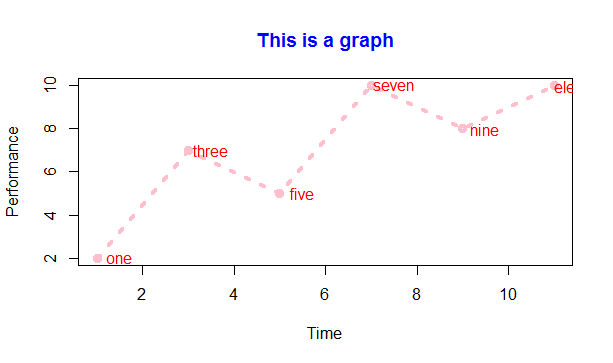 This is a graph
Performance
10
8
6
4
2
seven
ele
nine
three
five
one
2 4 6 8 10
Time